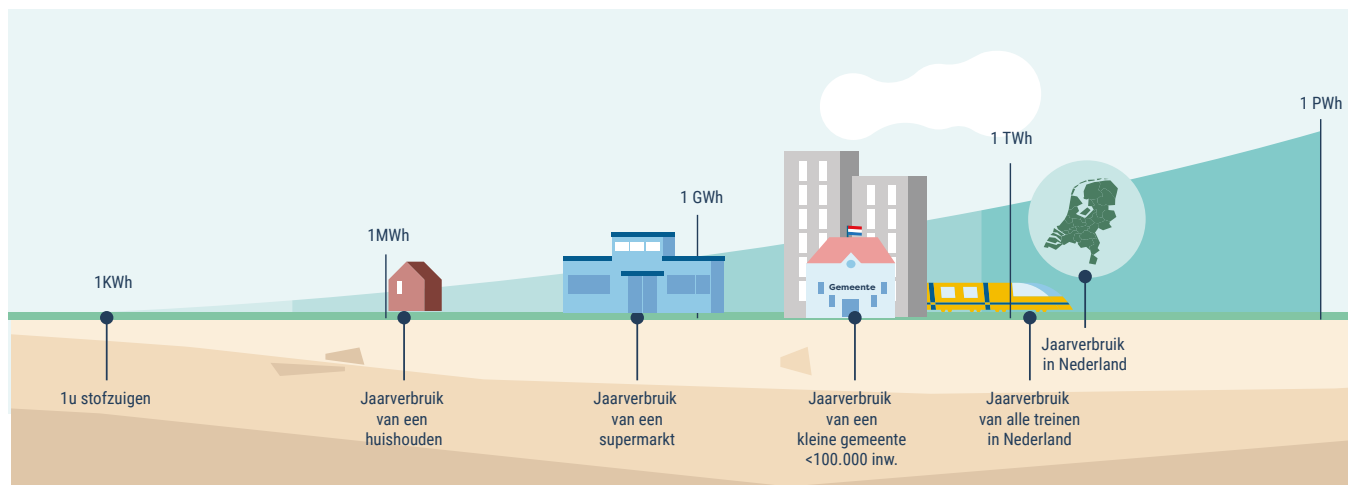 1 PWh
1 TWh
1 GWh
1MWh
1KWh
Gemeente
Jaarverbruik
in Nederland
1u stofzuigen
Jaarverbruik
van een
huishouden
Jaarverbruik
van een
supermarkt
Jaarverbruik
van een
kleine gemeente
<100.000 inw.
Jaarverbruik
van alle treinen
in Nederland